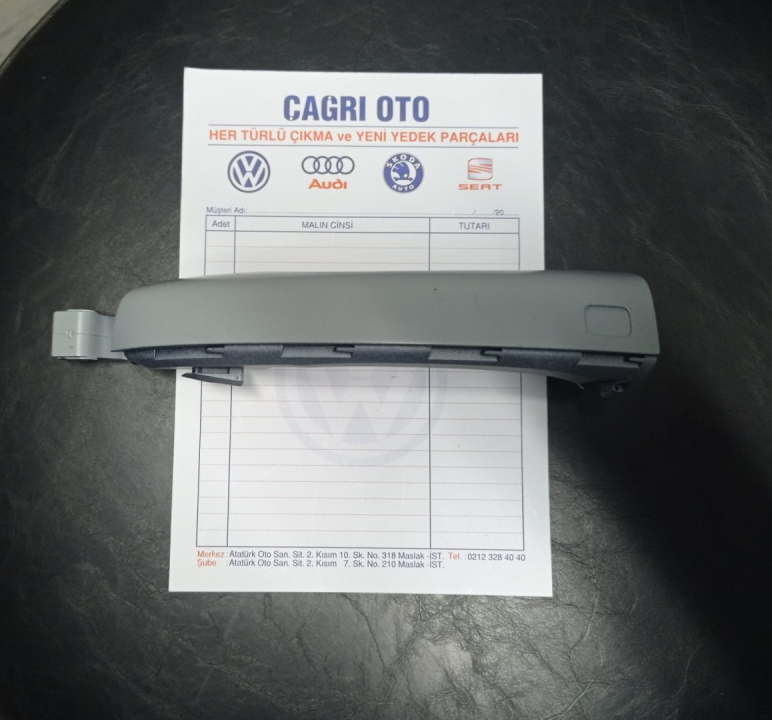 ÇAĞRI OTO
HER TÜRLÜ ÇIKMA ve YENİ YEDEK PARÇALARI
Audi
SKODA
AUTO
SEAT
Müşteri Adı:
/ /20
Adet MALIN CİNSİ TUTARI
Merkez : Atatürk Oto San. Sit. 2. Kısım 10. Sk. No. 318 Maslak -İST. Tel. : 0212 328 40 40
Şube : Atatürk Oto San. Sit. 2. Kısım 7. Sk. No. 210 Maslak -İST.